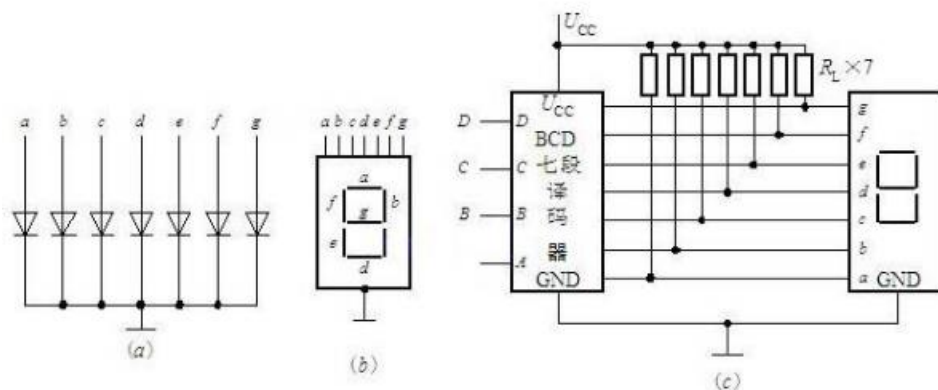 a b c d e f g
(a)
a b c d e f g
a
f b
g
e
d
(b)
U_CC
R_L×7
U_CC
D D
BCD
C C 七段
译
B B 码
器
A
GND
g
f
e
d
c
b
a GND
(c)